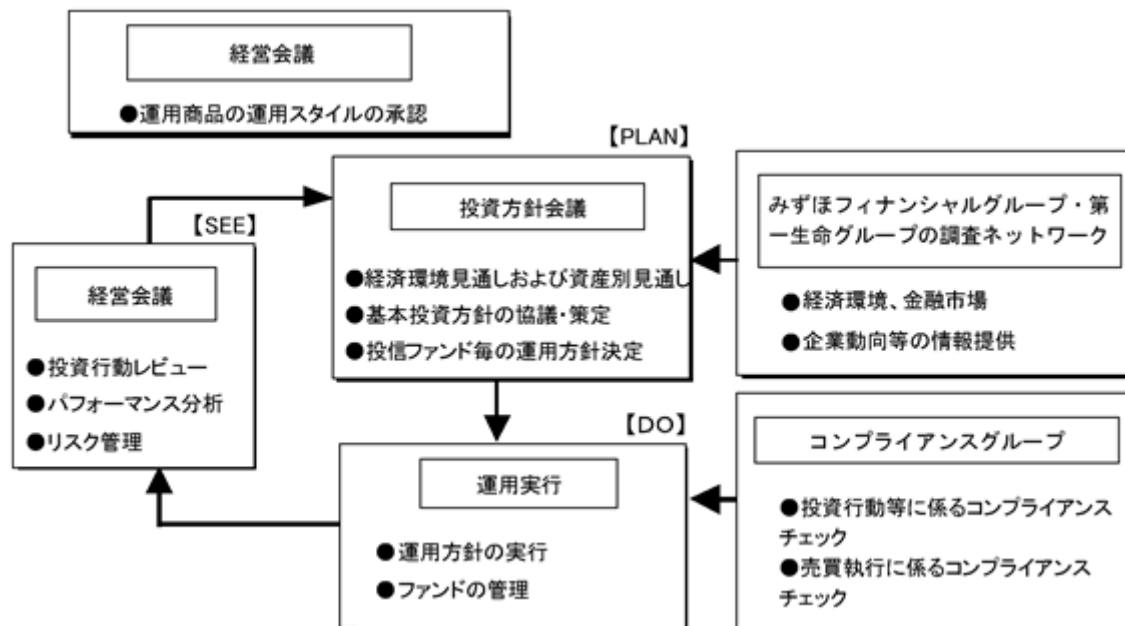 経営会議
●運用商品の運用スタイルの承認
【PLAN】
投資方針会議
●経済環境見通しおよび資産別見通し
●基本投資方針の協議・策定
●投信ファンド毎の運用方針決定
みずほフィナンシャルグループ・第
一生命グループの調査ネットワーク
●経済環境、金融市場
●企業動向等の情報提供
【SEE】
経営会議
●投資行動レビュー
●パフォーマンス分析
●リスク管理
【DO】
運用実行
●運用方針の実行
●ファンドの管理
コンプライアンスグループ
●投資行動等に係るコンプライアンス
チェック
●売買執行に係るコンプライアンス
チェック